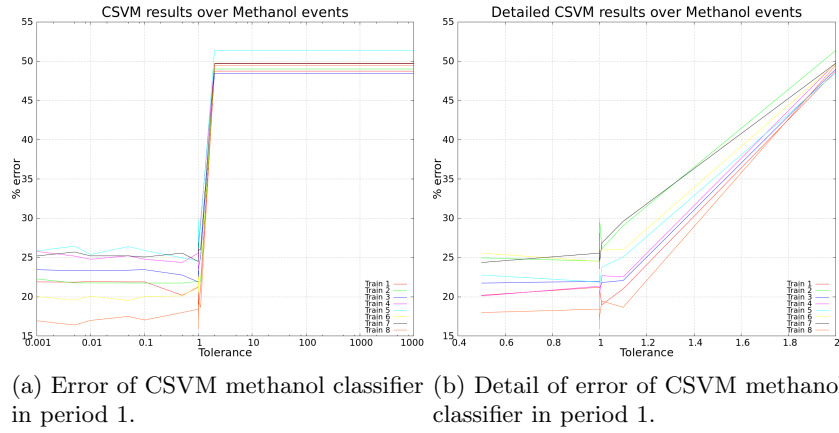 CSVM results over Methanol events
55
50
45
40
35
30
25
20
15
% error
0.001
0.01
0.1
1
10
100
1000
10000
Tolerance
Train 1
Train 2
Train 3
Train 4
Train 5
Train 6
Train 7
Train 8
Detailed CSVM results over Methanol events
55
50
45
40
35
30
25
20
15
% error
0.4
0.6
0.8
1
1.2
1.4
1.6
1.8
2
Tolerance
Train 1
Train 2
Train 3
Train 4
Train 5
Train 6
Train 7
Train 8
(a) Error of CSVM methanol classifier
in period 1.
(b) Detail of error of CSVM methano
classifier in period 1.